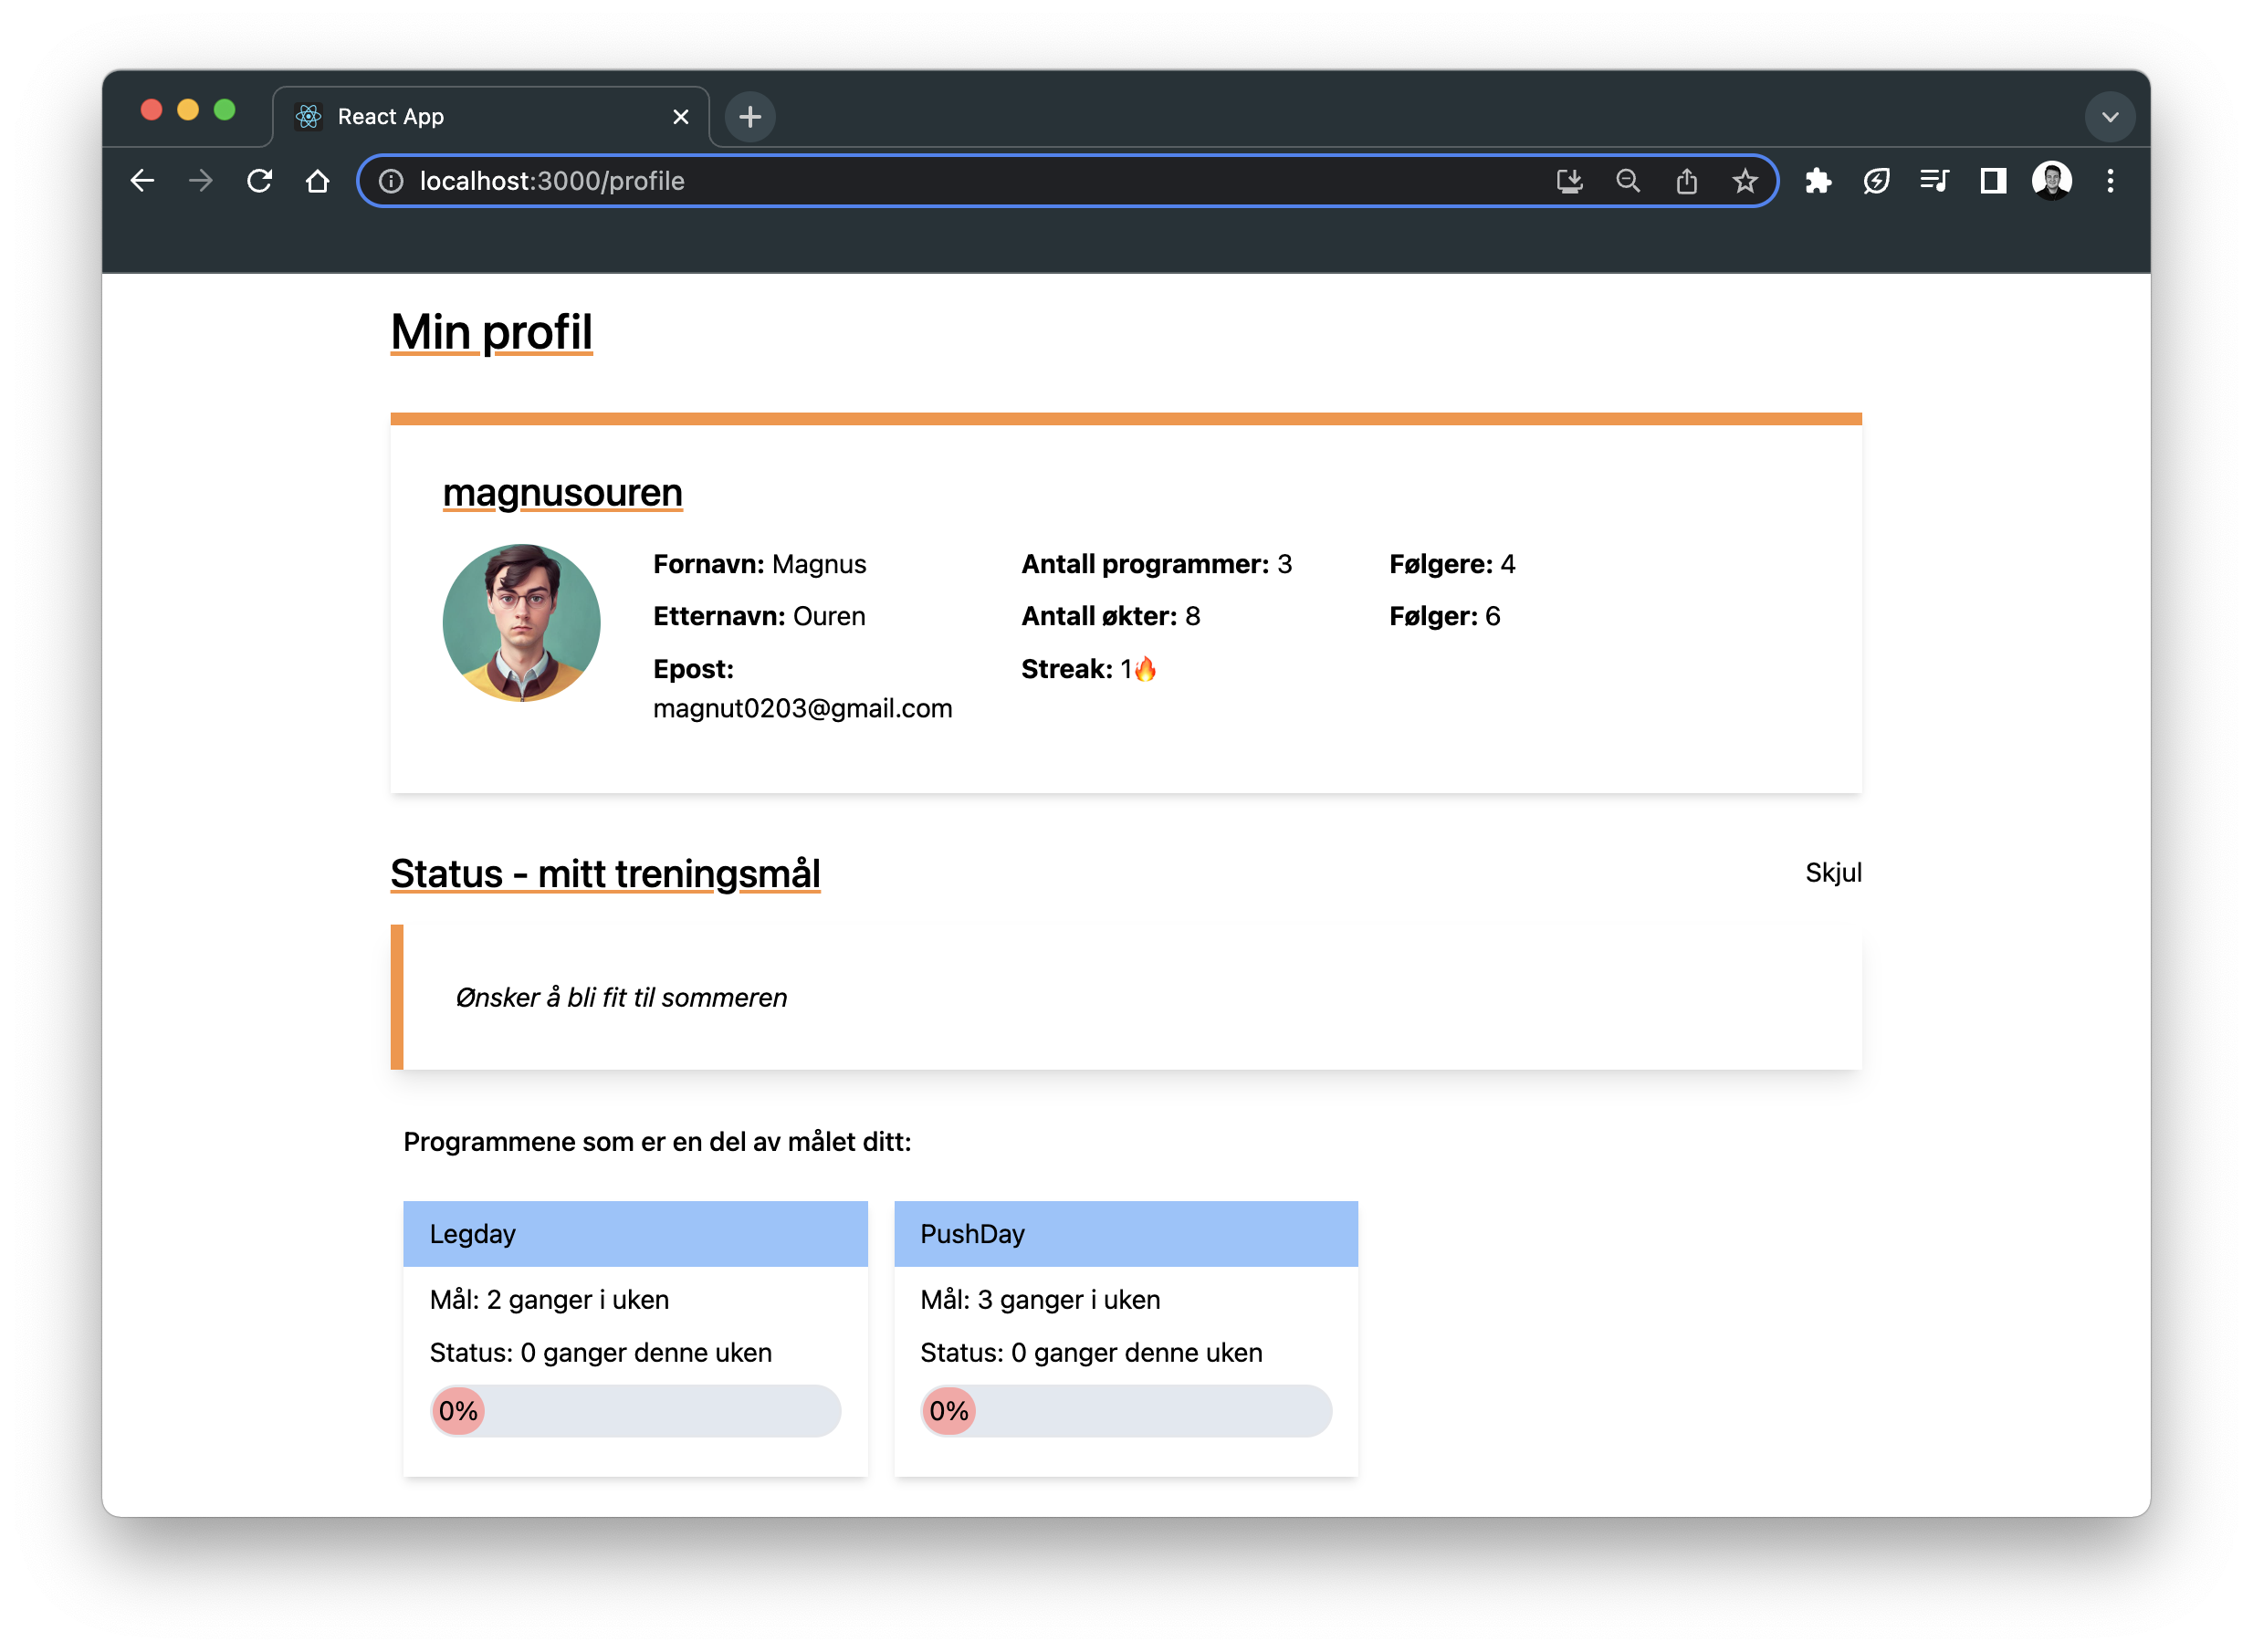 React App
localhost:3000/profile
Min profil
magnusouren
Fornavn: Magnus
Etternavn: Ouren
Epost:
magnut0203@gmail.com
Antall programmer: 3
Antall økter: 8
Streak: 1🔥
Følgere: 4
Følger: 6
Status - mitt treningsmål
Skjul
Ønsker å bli fit til sommeren
Programmene som er en del av målet ditt:
Legday
Mål: 2 ganger i uken
Status: 0 ganger denne uken
0%
PushDay
Mål: 3 ganger i uken
Status: 0 ganger denne uken
0%